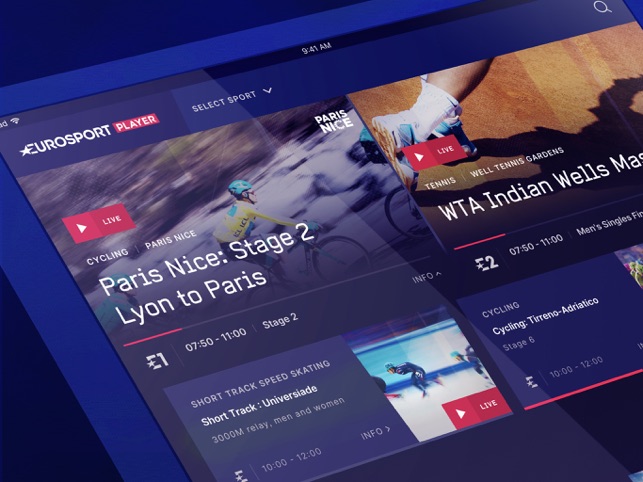 9:41 AM
EUROSPORT PLAYER
SELECT SPORT
PARIS
NICE
LIVE
CYCLING | PARIS NICE
Paris Nice: Stage 2
Lyon to Paris
INFO
E1 07:50 - 11:00 Stage 2
LIVE
TENNIS | WELL TENNIS GARDENS
WTA Indian Wells Mas
E2 07:50 - 11:00 Men's Singles Fin
SHORT TRACK SPEED SKATING
Short Track : Universiade
3000M relay, men and women
E 10:00 - 12:00
INFO >
LIVE
CYCLING
Cycling: Tirreno-Adriatico
Stage 6
E 10:00 - 12:00